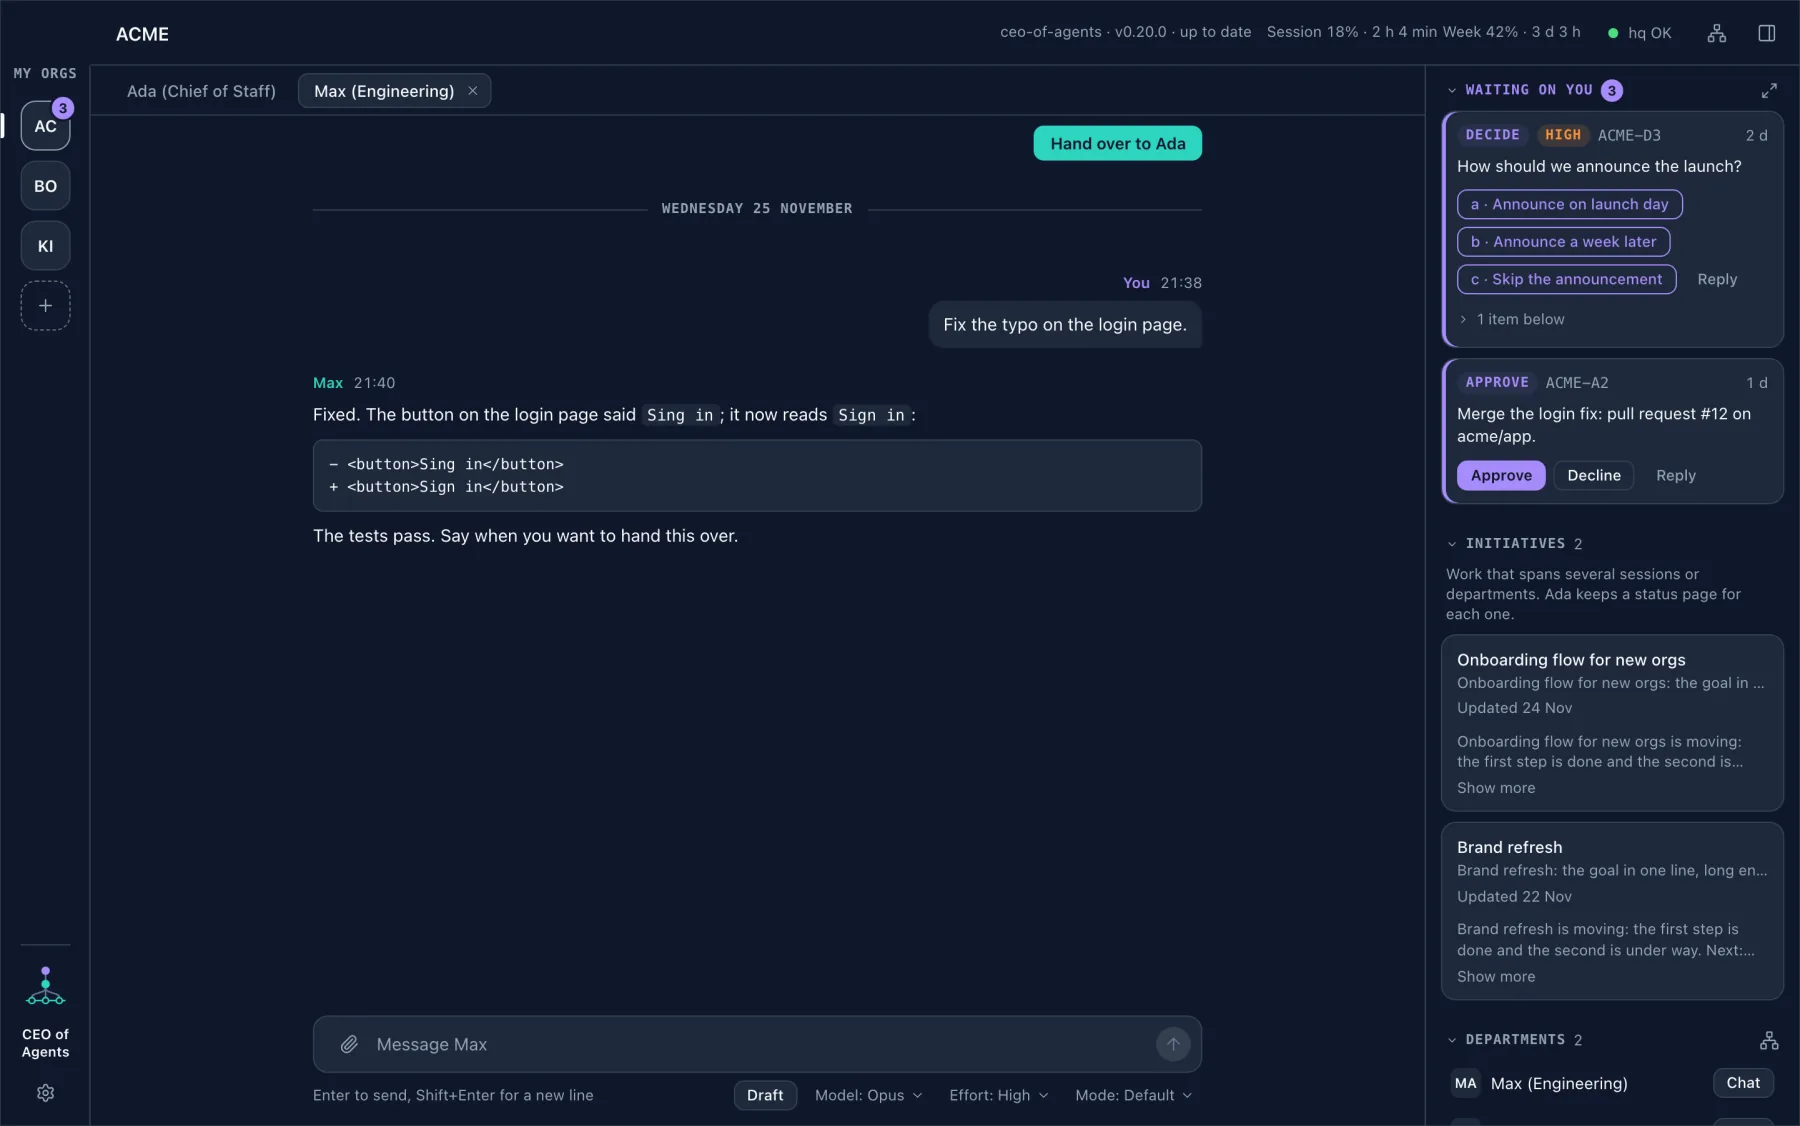 ACME
ceo-of-agents · v0.20.0 · up to date Session 18% · 2 h 4 min Week 42% · 3 d 3 h hq OK
MY ORGS
AC
3
BO
KI
+
CEO of
Agents
Ada (Chief of Staff)
Max (Engineering) ×
Hand over to Ada
WEDNESDAY 25 NOVEMBER
You 21:38
Fix the typo on the login page.
Max 21:40
Fixed. The button on the login page said Sing in; it now reads Sign in:
− <button>Sing in</button>
+ <button>Sign in</button>
The tests pass. Say when you want to hand this over.
Message Max
Enter to send, Shift+Enter for a new line
Draft
Model: Opus
Effort: High
Mode: Default
WAITING ON YOU 3
DECIDE HIGH ACME-D3 2 d
How should we announce the launch?
a · Announce on launch day
b · Announce a week later
c · Skip the announcement Reply
1 item below
APPROVE ACME-A2 1 d
Merge the login fix: pull request #12 on
acme/app.
Approve Decline Reply
INITIATIVES 2
Work that spans several sessions or
departments. Ada keeps a status page for
each one.
Onboarding flow for new orgs
Onboarding flow for new orgs: the goal in ...
Updated 24 Nov
Onboarding flow for new orgs is moving:
the first step is done and the second is...
Show more
Brand refresh
Brand refresh: the goal in one line, long en...
Updated 22 Nov
Brand refresh is moving: the first step is
done and the second is under way. Next:...
Show more
DEPARTMENTS 2
MA Max (Engineering) Chat